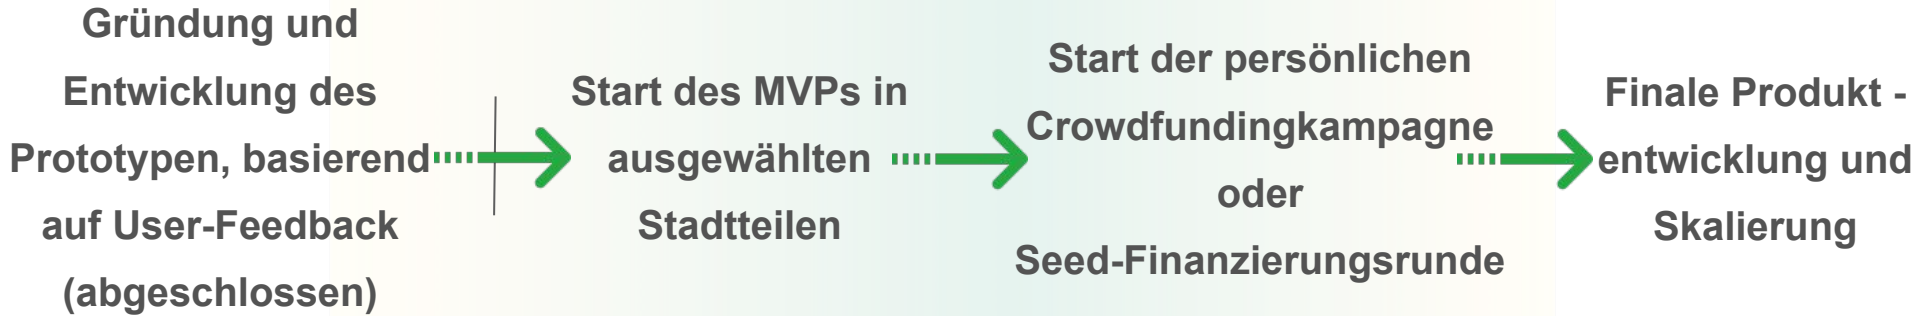 Gründung und
Entwicklung des
Prototypen, basierend
auf User-Feedback
(abgeschlossen)
Start des MVPs in
ausgewählten
Stadtteilen
Start der persönlichen
Crowdfundingkampagne
oder
Seed-Finanzierungsrunde
Finale Produkt -
entwicklung und
Skalierung